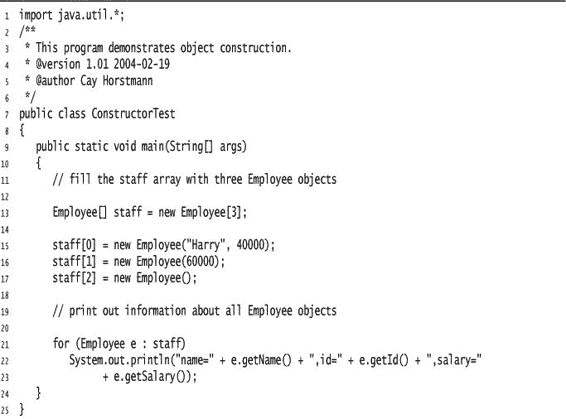 1 import java.util.*;
2 /**
3  * This program demonstrates object construction.
4  * @version 1.01 2004-02-19
5  * @author Cay Horstmann
6  */
7 public class ConstructorTest
8 {
9    public static void main(String[] args)
10    {
11       // fill the staff array with three Employee objects
12
13       Employee[] staff = new Employee[3];
14
15       staff[0] = new Employee("Harry", 40000);
16       staff[1] = new Employee(60000);
17       staff[2] = new Employee();
18
19       // print out information about all Employee objects
20
21       for (Employee e : staff)
22          System.out.println("name=" + e.getName() + ",id=" + e.getId() + ",salary="
23                + e.getSalary());
24    }
25 }